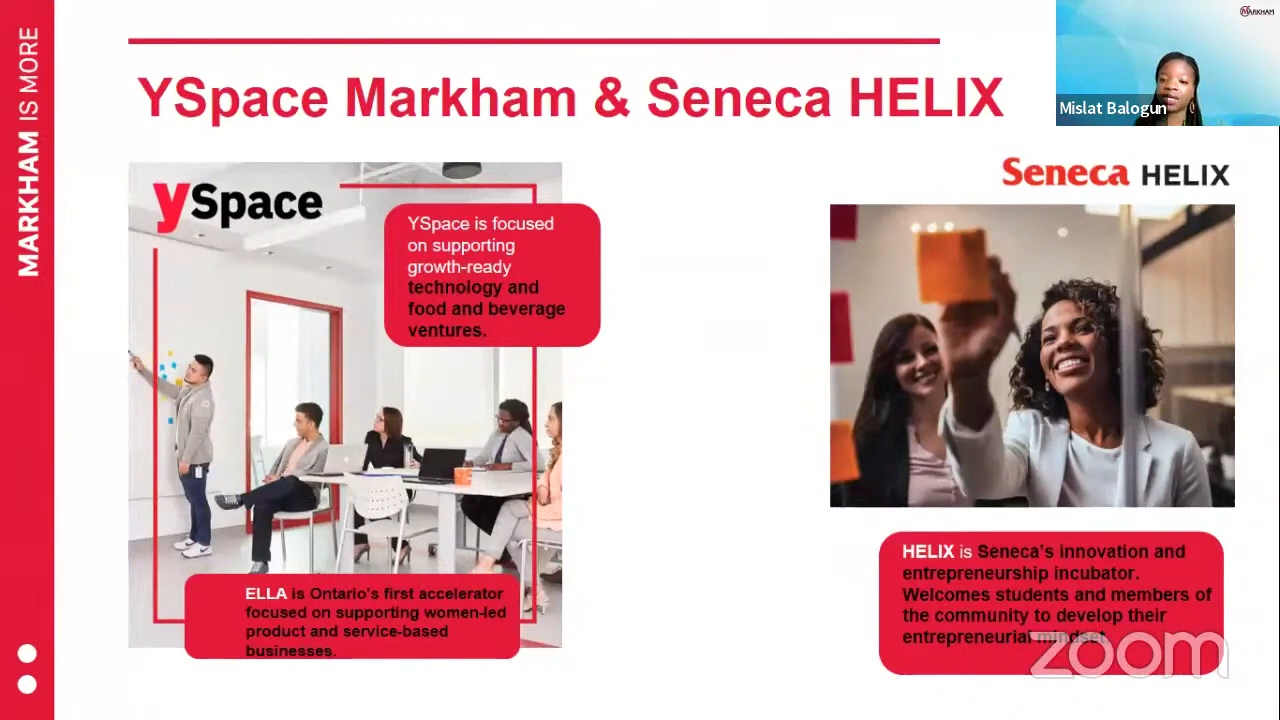 MARKHAM IS MORE
YSpace Markham & Seneca HELIX
MARKHAM
Mislat Balogun
ySpace
YSpace is focused
on supporting
growth-ready
technology and
food and beverage
ventures.
ELLA is Ontario's first accelerator
focused on supporting women-led
product and service-based
businesses.
Seneca HELIX
HELIX is Seneca's innovation and
entrepreneurship incubator.
Welcomes students and members of
the community to develop their
entrepreneurial mindset.
zoom